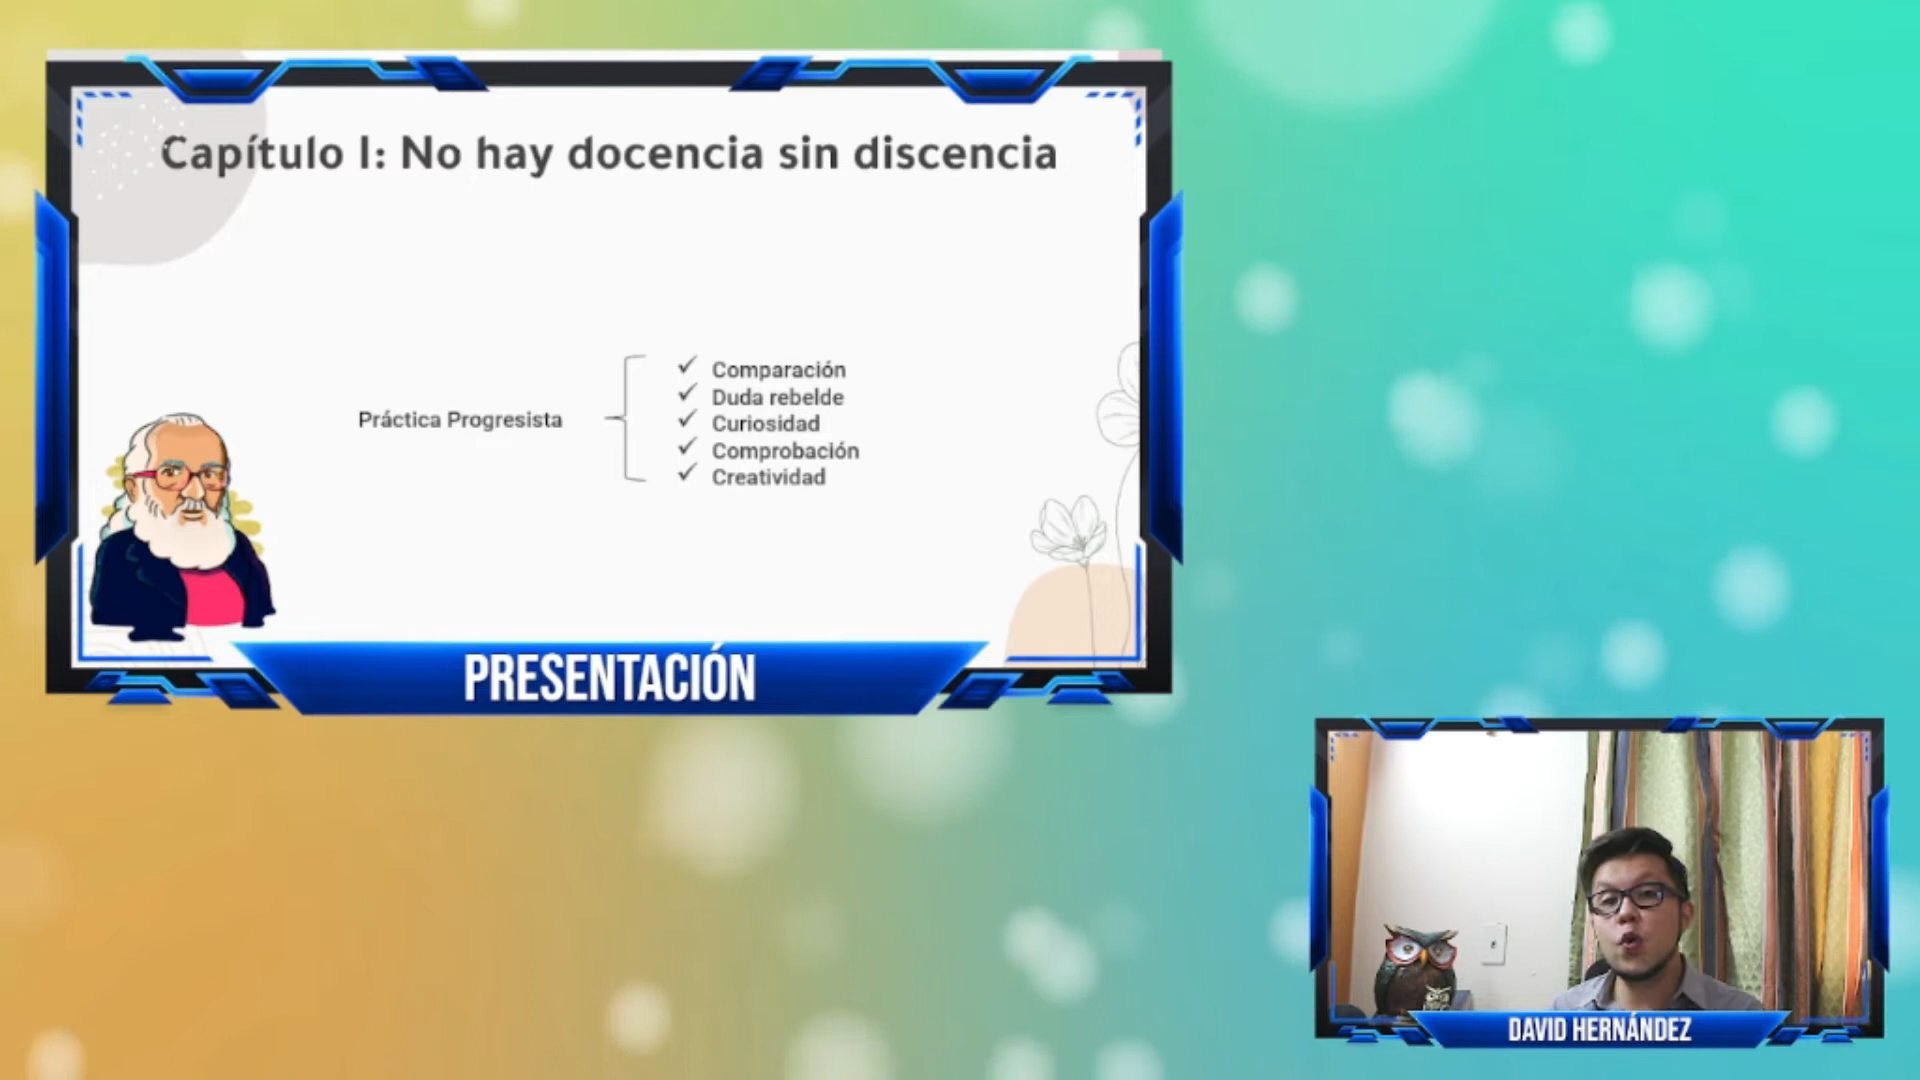 Capítulo I: No hay docencia sin discencia
Práctica Progresista
✓ Comparación
✓ Duda rebelde
✓ Curiosidad
✓ Comprobación
✓ Creatividad
PRESENTACIÓN
DAVID HERNÁNDEZ